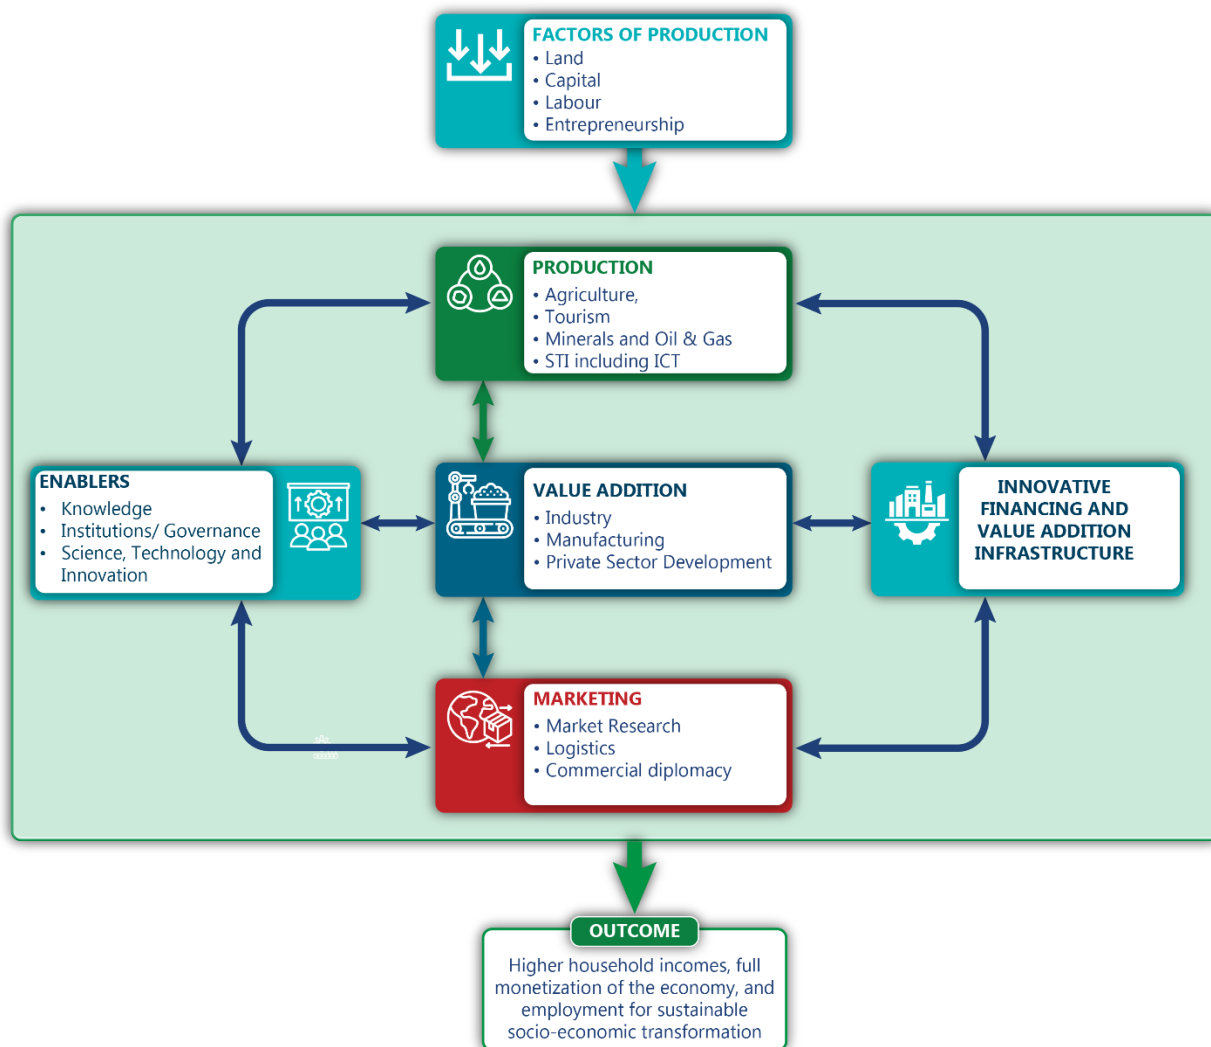 FACTORS OF PRODUCTION
• Land
• Capital
• Labour
• Entrepreneurship
PRODUCTION
• Agriculture,
• Tourism
• Minerals and Oil & Gas
• STI including ICT
ENABLERS
• Knowledge
• Institutions/ Governance
• Science, Technology and
Innovation
VALUE ADDITION
• Industry
• Manufacturing
• Private Sector Development
INNOVATIVE
FINANCING AND
VALUE ADDITION
INFRASTRUCTURE
MARKETING
• Market Research
• Logistics
• Commercial diplomacy
OUTCOME
Higher household incomes, full
monetization of the economy, and
employment for sustainable
socio-economic transformation